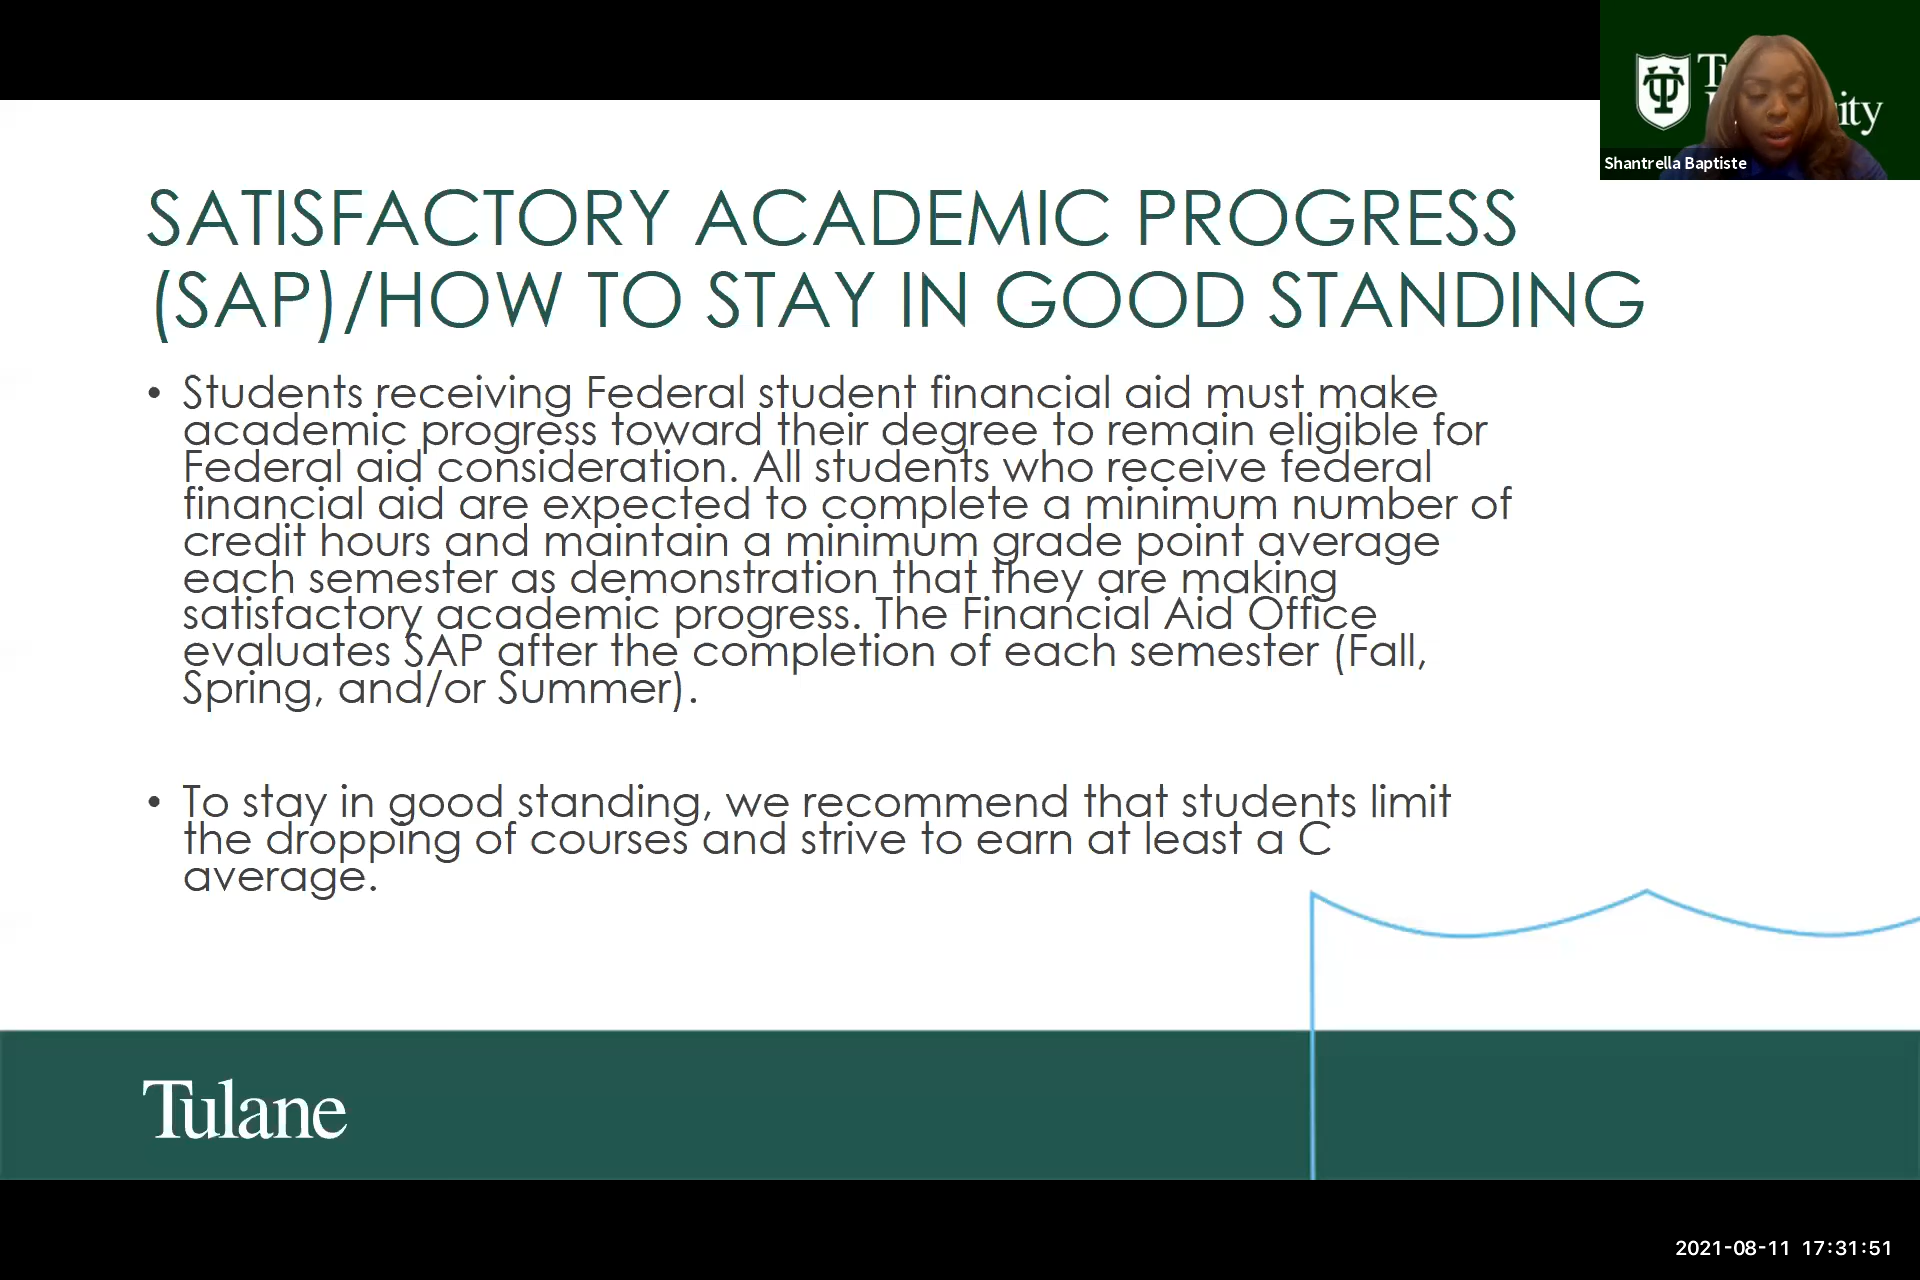 Shantrella Baptiste
SATISFACTORY ACADEMIC PROGRESS
(SAP)/HOW TO STAY IN GOOD STANDING
• Students receiving Federal student financial aid must make
academic progress toward their degree to remain eligible for
Federal aid consideration. All students who receive federal
financial aid are expected to complete a minimum number of
credit hours and maintain a minimum grade point average
each semester as demonstration that they are making
satisfactory academic progress. The Financial Aid Office
evaluates SAP after the completion of each semester (Fall,
Spring, and/or Summer).
• To stay in good standing, we recommend that students limit
the dropping of courses and strive to earn at least a C
average.
Tulane
2021-08-11 17:31:51